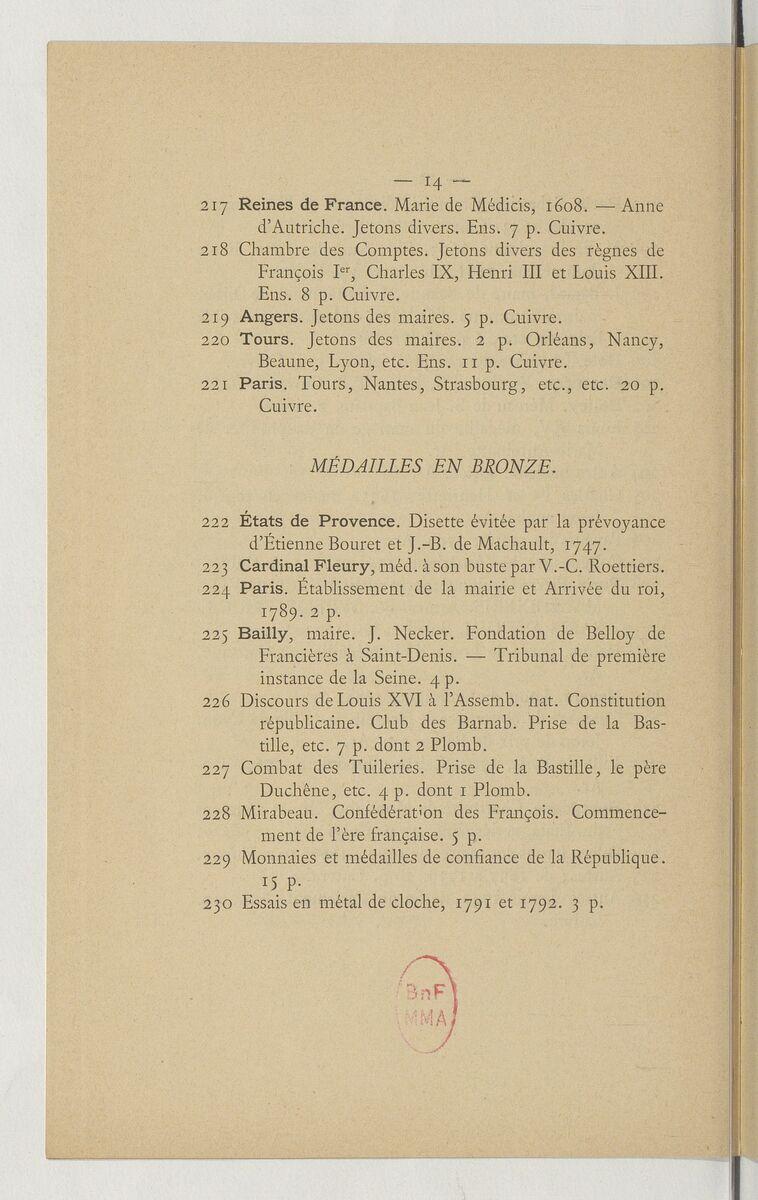 — 14 —
217 Reines de France. Marie de Médicis, 1608. — Anne
d'Autriche. Jetons divers. Ens. 7 p. Cuivre.
218 Chambre des Comptes. Jetons divers des règnes de
François Ier, Charles IX, Henri III et Louis XIII.
Ens. 8 p. Cuivre.
219 Angers. Jetons des maires. 5 p. Cuivre.
220 Tours. Jetons des maires. 2 p. Orléans, Nancy,
Beaune, Lyon, etc. Ens. 11 p. Cuivre.
221 Paris. Tours, Nantes, Strasbourg, etc., etc. 20 p.
Cuivre.
MÉDAILLES EN BRONZE.
222 États de Provence. Disette évitée par la prévoyance
d'Étienne Bouret et J.-B. de Machault, 1747.
223 Cardinal Fleury, méd. à son buste par V.-C. Roettiers.
224 Paris. Établissement de la mairie et Arrivée du roi,
1789. 2 p.
225 Bailly, maire. J. Necker. Fondation de Belloy de
Francières à Saint-Denis. — Tribunal de première
instance de la Seine. 4 p.
226 Discours de Louis XVI à l'Assemb. nat. Constitution
républicaine. Club des Barnab. Prise de la Bas-
tille, etc. 7 p. dont 2 Plomb.
227 Combat des Tuileries. Prise de la Bastille, le père
Duchêne, etc. 4 p. dont 1 Plomb.
228 Mirabeau. Confédération des François. Commence-
ment de l'ère française. 5 p.
229 Monnaies et médailles de confiance de la République.
15 p.
230 Essais en métal de cloche, 1791 et 1792. 3 p.
BnF
MMA